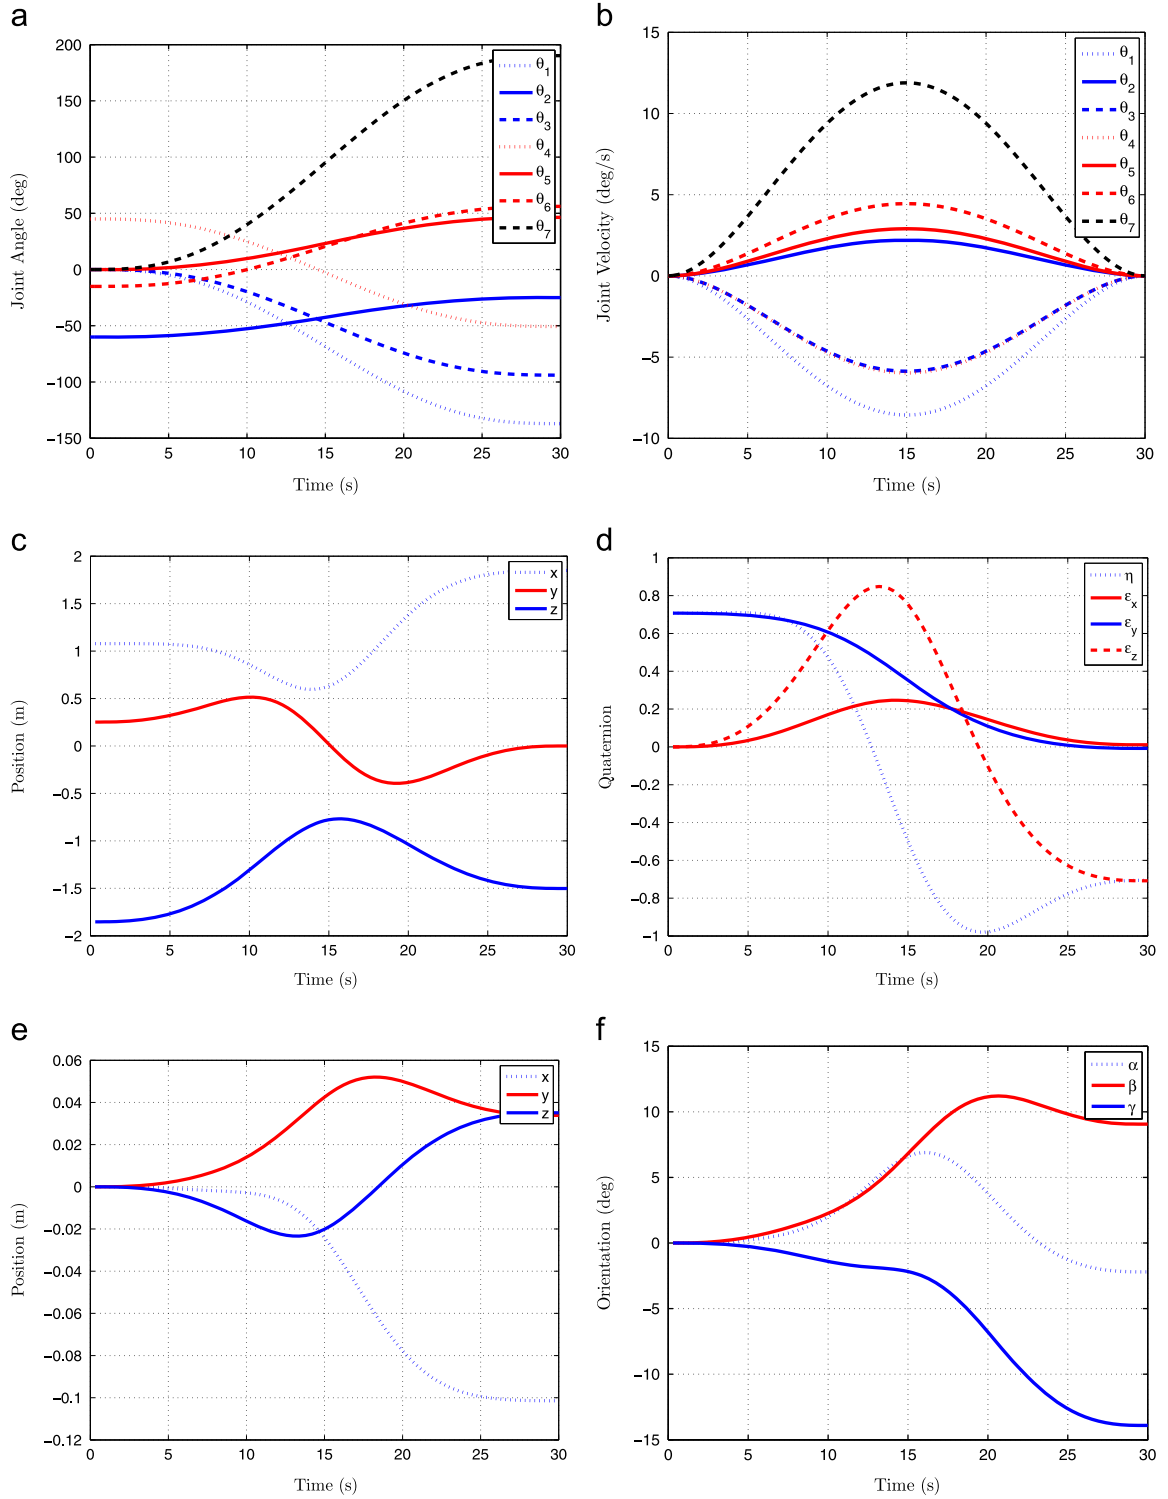 a
200
150
100
50
0
−50
−100
−150
0 5 10 15 20 25 30
Joint Angle (deg)
Time (s)
θ1
θ2
θ3
θ4
θ5
θ6
θ7
b
15
10
5
0
−5
−10
0 5 10 15 20 25 30
Joint Velocity (deg/s)
Time (s)
θ1
θ2
θ3
θ4
θ5
θ6
θ7
c
2
1.5
1
0.5
0
−0.5
−1
−1.5
−2
0 5 10 15 20 25 30
Position (m)
Time (s)
x
y
z
d
1
0.8
0.6
0.4
0.2
0
−0.2
−0.4
−0.6
−0.8
−1
0 5 10 15 20 25 30
Quaternion
Time (s)
η
εx
εy
εz
e
0.06
0.04
0.02
0
−0.02
−0.04
−0.06
−0.08
−0.1
−0.12
0 5 10 15 20 25 30
Position (m)
Time (s)
x
y
z
f
15
10
5
0
−5
−10
−15
0 5 10 15 20 25 30
Orientation (deg)
Time (s)
α
β
γ